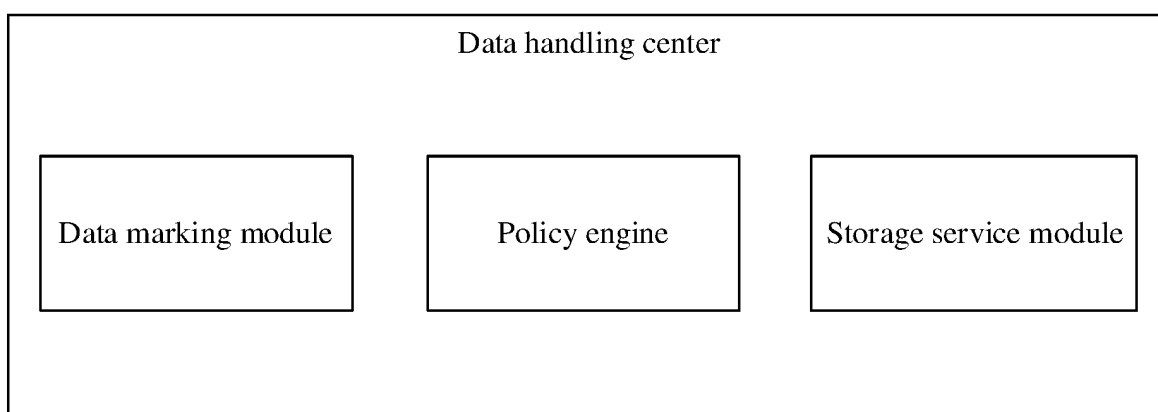 Data handling center
Data marking module
Policy engine
Storage service module